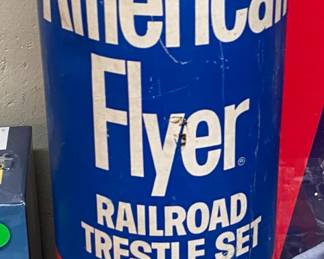 American
Flyer®
RAILROAD
TRESTLE SET